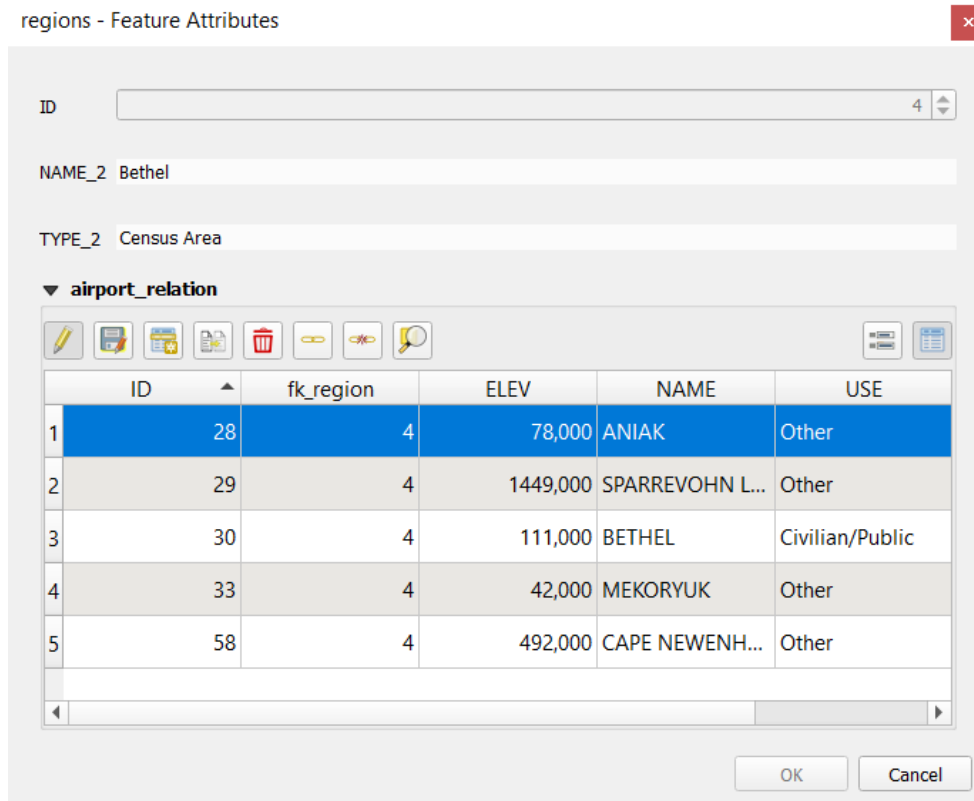 regions - Feature Attributes
ID 4
NAME_2 Bethel
TYPE_2 Census Area
airport_relation
ID fk_region ELEV NAME USE
1 28 4 78,000 ANIAK Other
2 29 4 1449,000 SPARREVOHN L... Other
3 30 4 111,000 BETHEL Civilian/Public
4 33 4 42,000 MEKORYUK Other
5 58 4 492,000 CAPE NEWENH... Other
OK Cancel